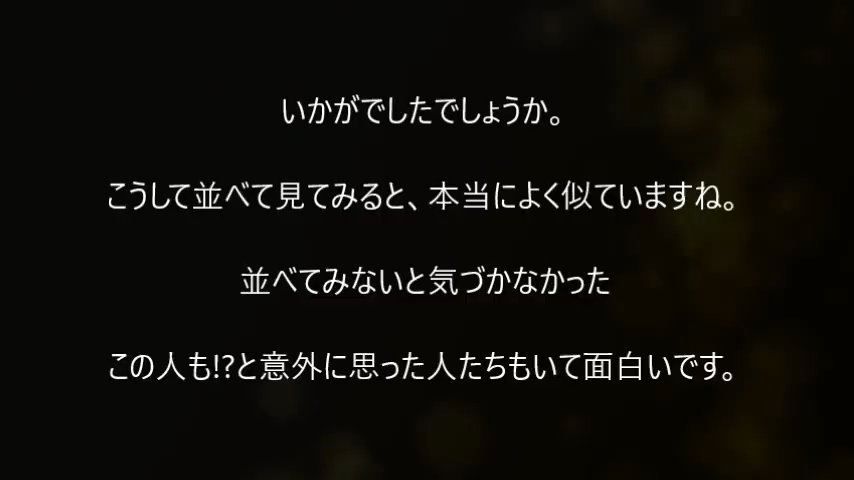 いかがでしたでしょうか。
こうして並べて見てみると、本当によく似ていますね。
並べてみないと気づかなかった
この人も!?と意外に思った人たちもいて面白いです。